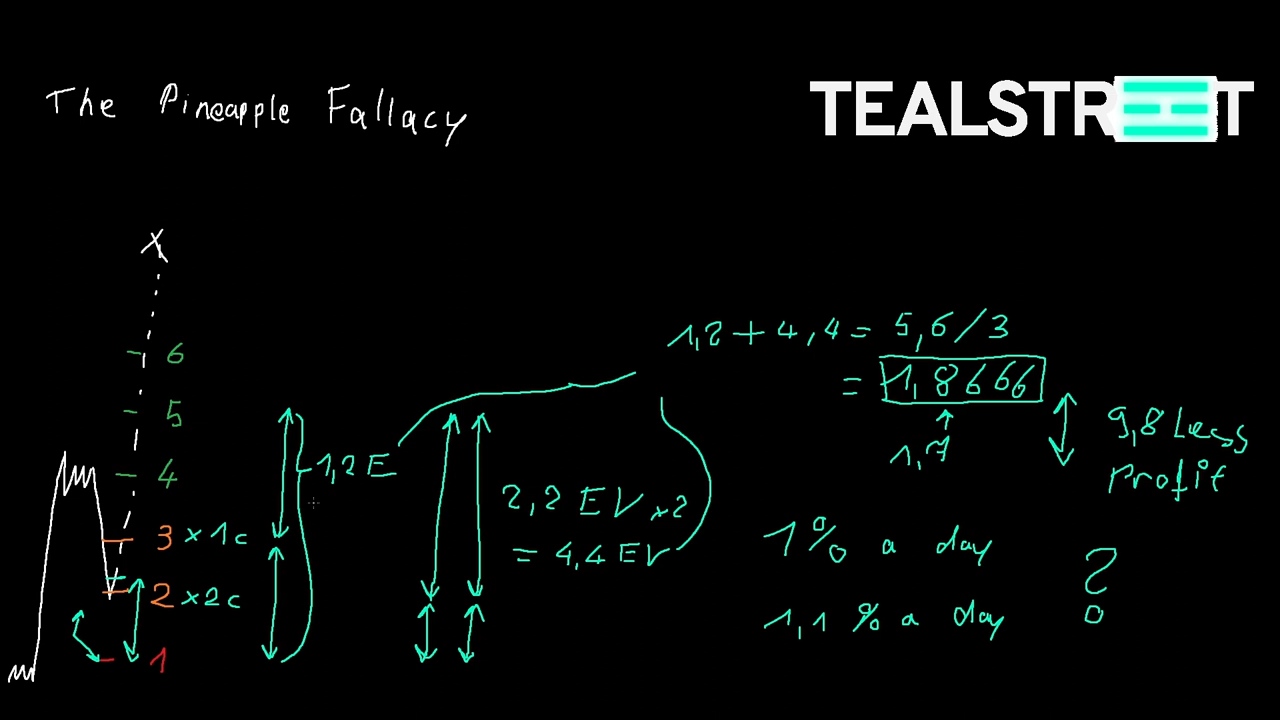 The Pineapple Fallacy
TEALSTREET
X
6
5
4
3 x 1c
2 x 2c
1
1,2 E
2,2 EV x2
= 4,4 EV
1,2 + 4,4 = 5,6/3
= 1,8666
1,7
9,8 Less
Profit
1% a day
1,1 % a day
?